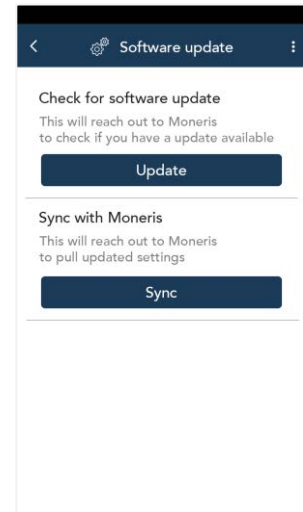 Software update
Check for software update
This will reach out to Moneris
to check if you have a update available
Update
Sync with Moneris
This will reach out to Moneris
to pull updated settings
Sync